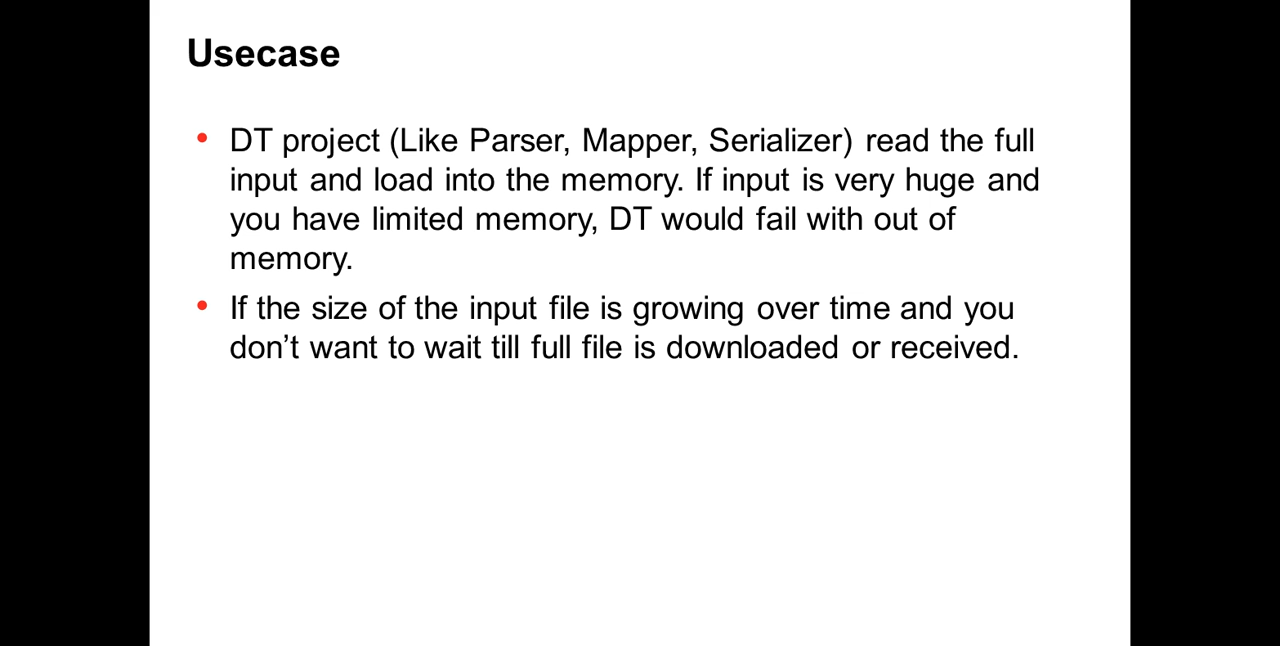 Usecase
• DT project (Like Parser, Mapper, Serializer) read the full
input and load into the memory. If input is very huge and
you have limited memory, DT would fail with out of
memory.
• If the size of the input file is growing over time and you
don’t want to wait till full file is downloaded or received.